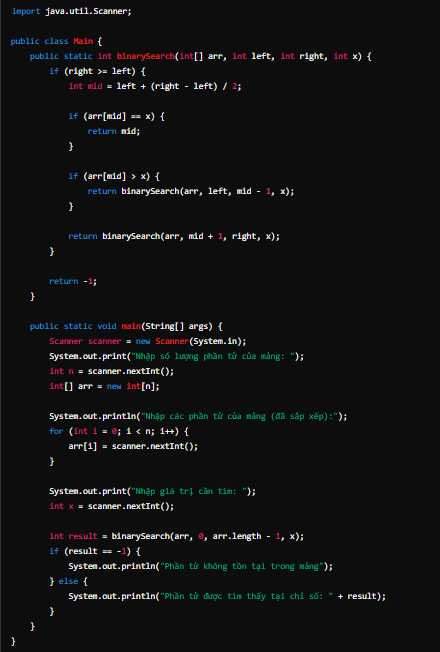 import java.util.Scanner;
public class Main {
public static int binarySearch(int[] arr, int left, int right, int x) {
if (right >= left) {
int mid = left + (right - left) / 2;
if (arr[mid] == x) {
return mid;
}
if (arr[mid] > x) {
return binarySearch(arr, left, mid - 1, x);
}
return binarySearch(arr, mid + 1, right, x);
}
return -1;
}
public static void main(String[] args) {
Scanner scanner = new Scanner(System.in);
System.out.print("Nhập số lượng phần tử của mảng: ");
int n = scanner.nextInt();
int[] arr = new int[n];
System.out.println("Nhập các phần tử của mảng (đã sắp xếp):");
for (int i = 0; i < n; i++) {
arr[i] = scanner.nextInt();
}
System.out.print("Nhập giá trị cần tìm: ");
int x = scanner.nextInt();
int result = binarySearch(arr, 0, arr.length - 1, x);
if (result == -1) {
System.out.println("Phần tử không tồn tại trong mảng");
} else {
System.out.println("Phần tử được tìm thấy tại chỉ số: " + result);
}
}
}